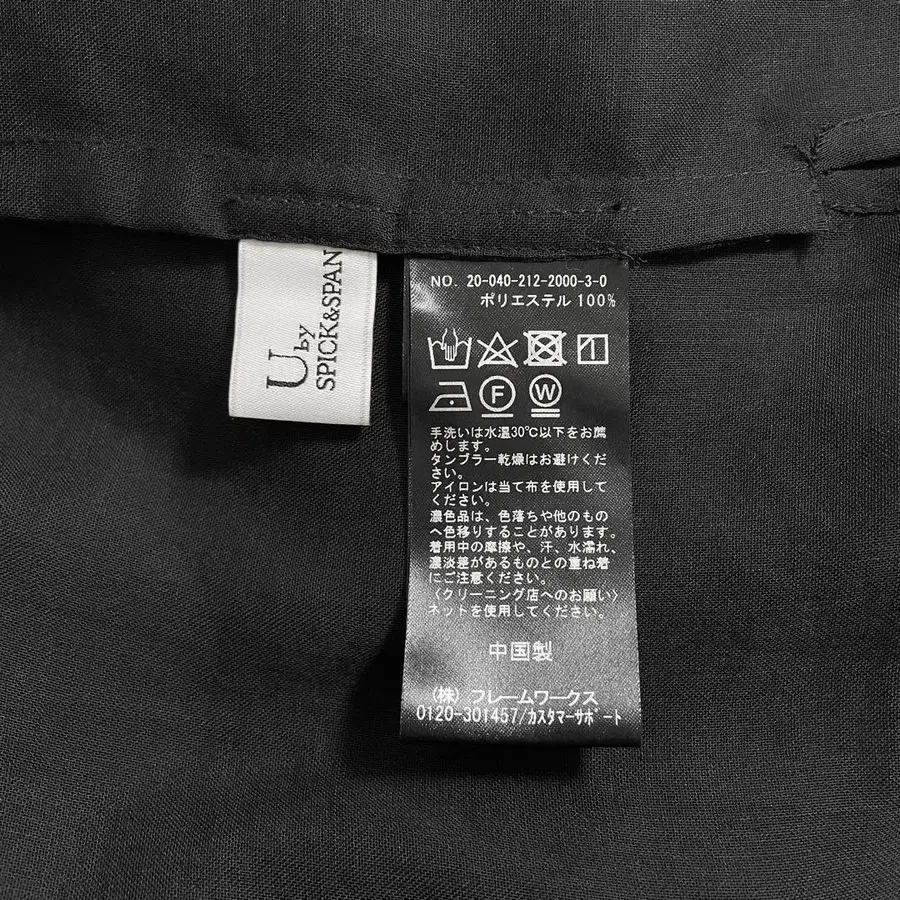 U by
SPICK&SPAN
NO. 20-040-212-2000-3-0
ポリエステル 100%
F
W
手洗いは水温30℃以下をお薦
めします。
タンブラー乾燥はお避けくだ
さい。
アイロンは当て布を使用して
ください。
濃色品は、色落ちや他のもの
へ色移りすることがあります。
着用中の摩擦や、汗、水濡れ、
濃淡差があるものとの重ね着
にご注意ください。
〈クリーニング店へのお願い〉
ネットを使用してください。
中国製
(株) フレームワークス
0120-301457/カスタマーサポート